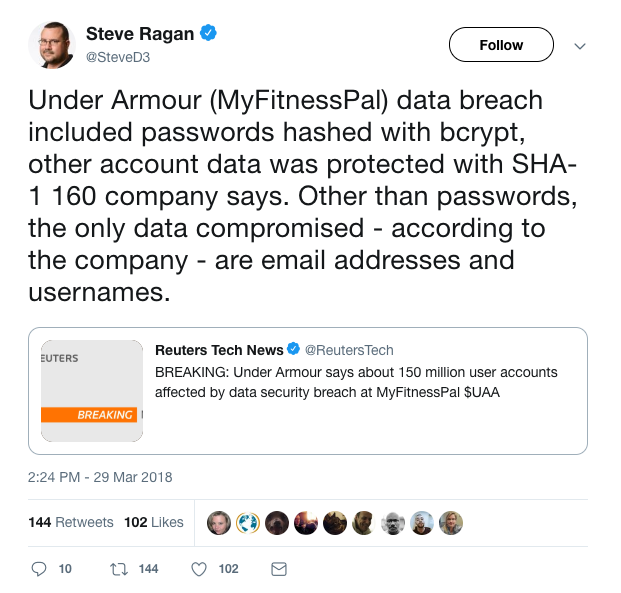 Steve Ragan
@SteveD3
Follow
Under Armour (MyFitnessPal) data breach
included passwords hashed with bcrypt,
other account data was protected with SHA-
1 160 company says. Other than passwords,
the only data compromised - according to
the company - are email addresses and
usernames.
EUTERS
BREAKING
Reuters Tech News @ReutersTech
BREAKING: Under Armour says about 150 million user accounts
affected by data security breach at MyFitnessPal $UAA
2:24 PM - 29 Mar 2018
144 Retweets 102 Likes
10 144 102